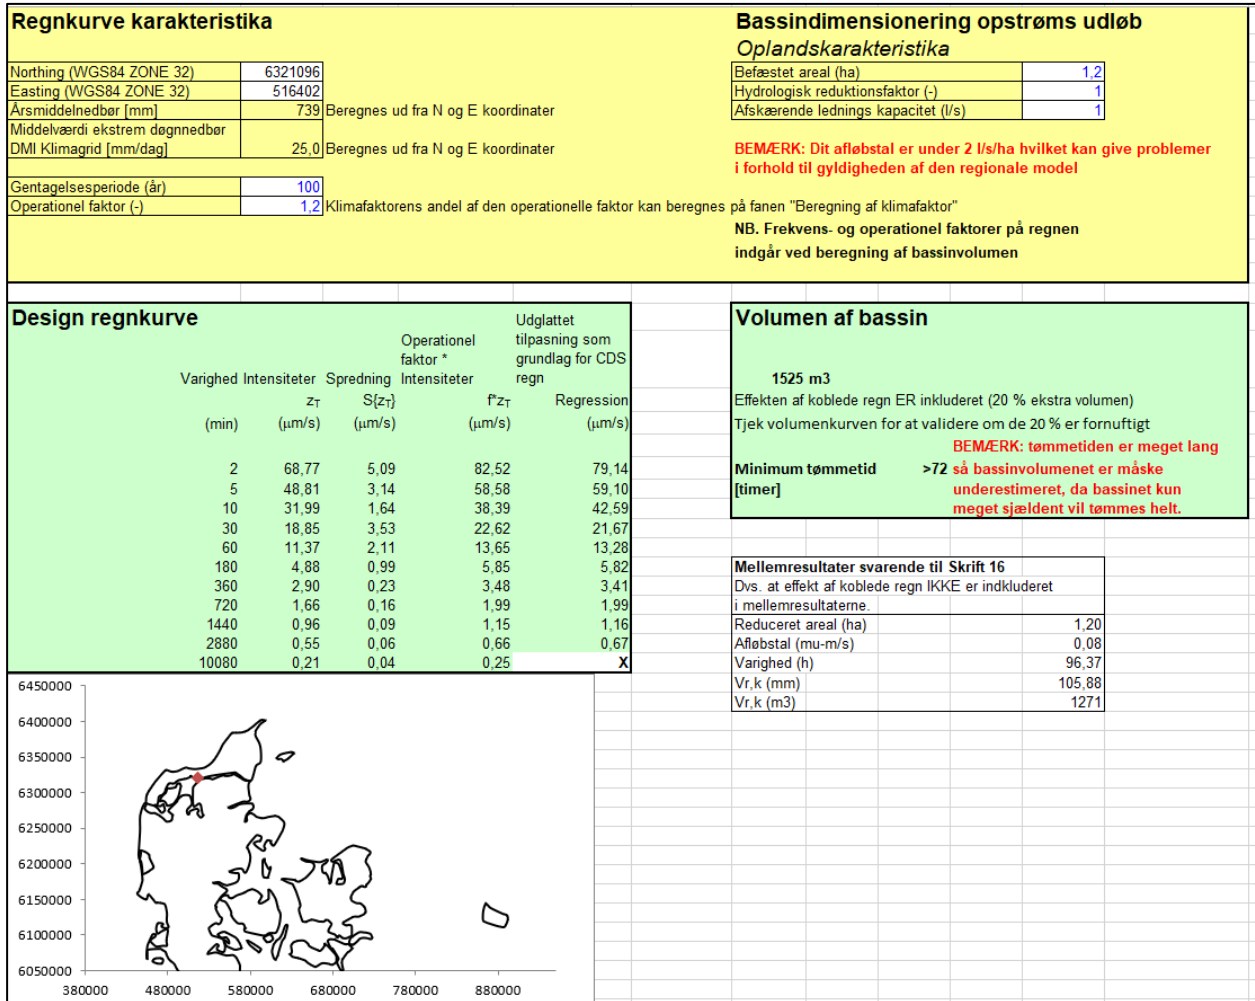 Regnkurve karakteristika
Northing (WGS84 ZONE 32) 6321096
Easting (WGS84 ZONE 32) 516402
Årsmiddelnedbør [mm] 739 Beregnes ud fra N og E koordinater
Middelværdi ekstrem døgnnedbør
DMI Klimagrid [mm/dag] 25,0 Beregnes ud fra N og E koordinater
Gentagelsesperiode (år) 100
Operationel faktor (-) 1,2 Klimafaktorens andel af den operationelle faktor kan beregnes på fanen "Beregning af klimafaktor"
Bassindimensionering opstrøms udløb
Oplandskarakteristika
Befæstet areal (ha) 1,2
Hydrologisk reduktionsfaktor (-) 1
Afskærende lednings kapacitet (l/s) 1
BEMÆRK: Dit afløbstal er under 2 l/s/ha hvilket kan give problemer
i forhold til gyldigheden af den regionale model
NB. Frekvens- og operationel faktorer på regnen
indgår ved beregning af bassinvolumen
Design regnkurve
Udglattet
Operationel tilpasning som
faktor * grundlag for CDS
Varighed Intensiteter Spredning Intensiteter regn
z_T S{z_T} f*z_T Regression
(min) (µm/s) (µm/s) (µm/s) (µm/s)
2 68,77 5,09 82,52 79,14
5 48,81 3,14 58,58 59,10
10 31,99 1,64 38,39 42,59
30 18,85 3,53 22,62 21,67
60 11,37 2,11 13,65 13,28
180 4,88 0,99 5,85 5,82
360 2,90 0,23 3,48 3,41
720 1,66 0,16 1,99 1,99
1440 0,96 0,09 1,15 1,16
2880 0,55 0,06 0,66 0,67
10080 0,21 0,04 0,25 X
Volumen af bassin
1525 m3
Effekten af koblede regn ER inkluderet (20 % ekstra volumen)
Tjek volumenkurven for at validere om de 20 % er fornuftigt
BEMÆRK: tømmetiden er meget lang
Minimum tømmetid >72 så bassinvolumenet er måske
[timer] underestimeret, da bassinet kun
meget sjældent vil tømmes helt.
Mellemresultater svarende til Skrift 16
Dvs. at effekt af koblede regn IKKE er indkluderet
i mellemresultaterne.
Reduceret areal (ha) 1,20
Afløbstal (mu-m/s) 0,08
Varighed (h) 96,37
Vr,k (mm) 105,88
Vr,k (m3) 1271
6450000
6400000
6350000
6300000
6250000
6200000
6150000
6100000
6050000
380000 480000 580000 680000 780000 880000